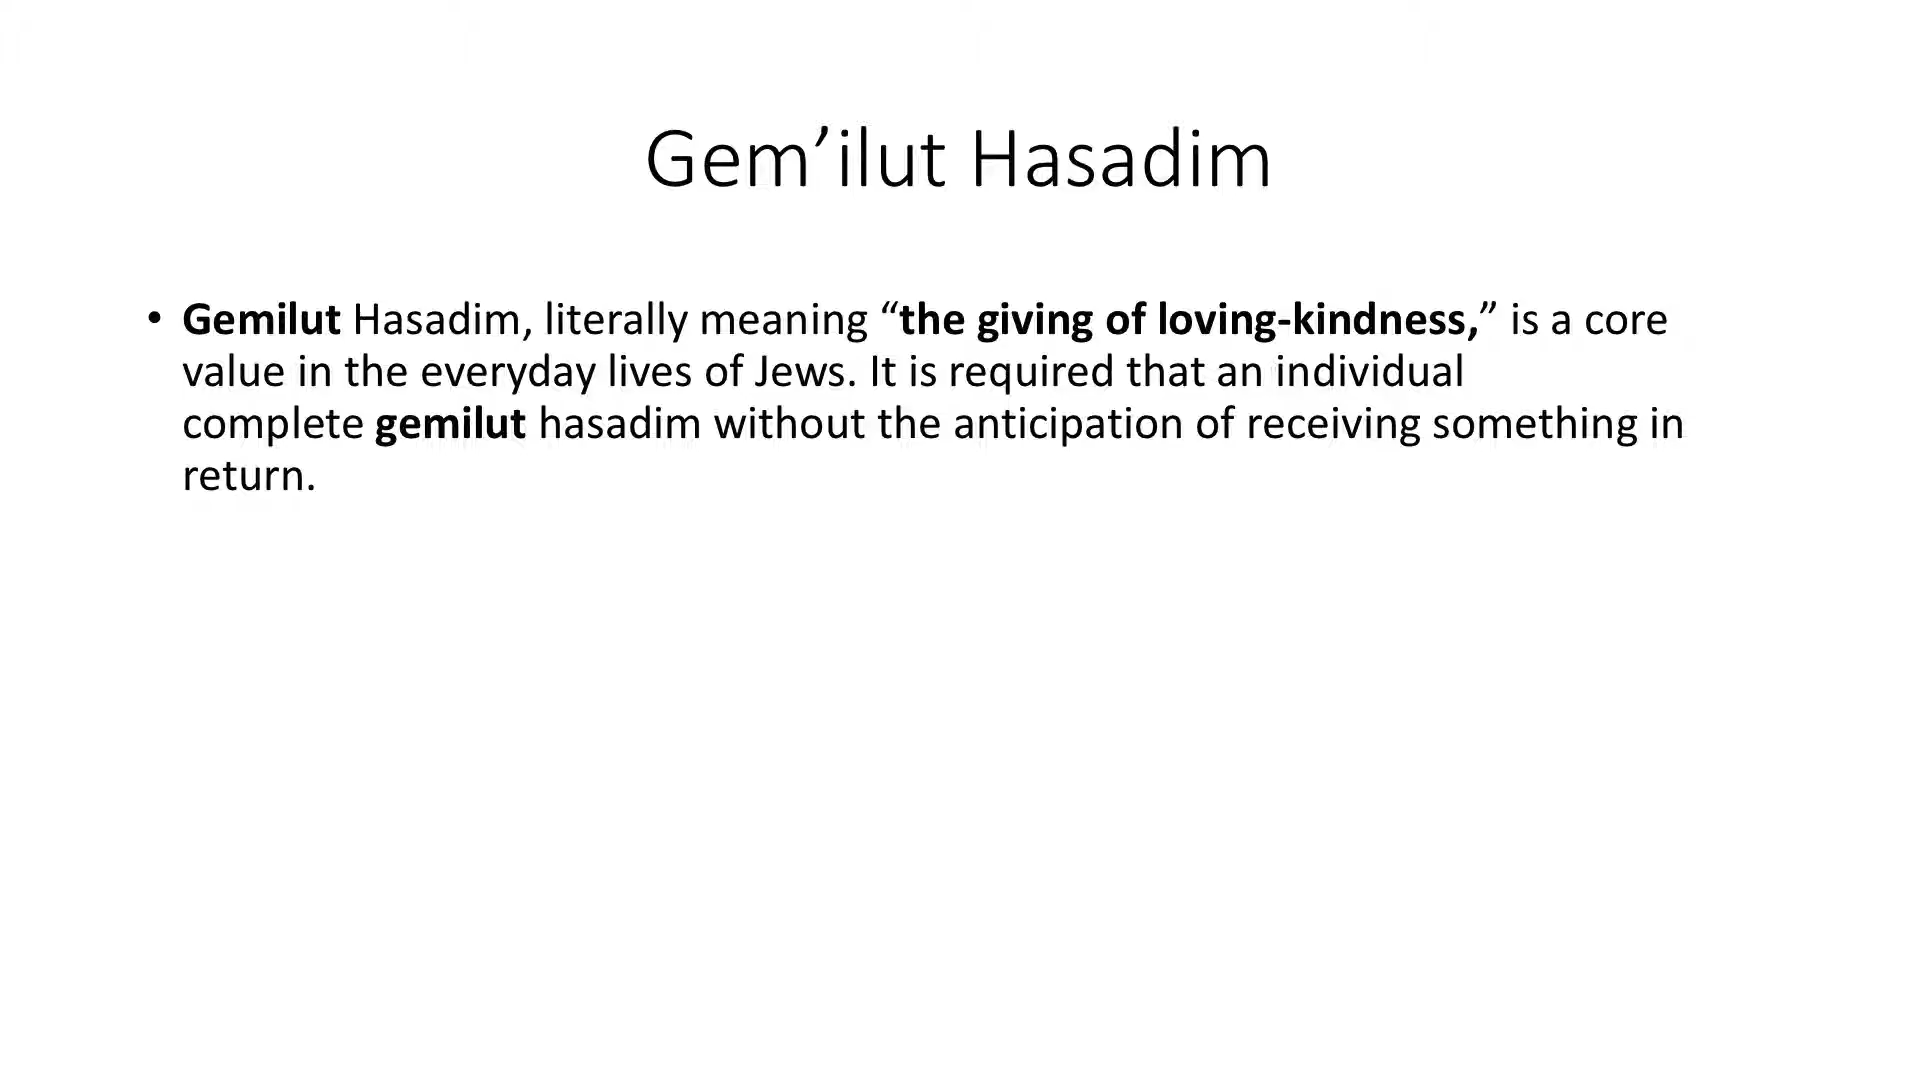 Gem’ilut Hasadim
• Gemilut Hasadim, literally meaning “the giving of loving-kindness,” is a core
value in the everyday lives of Jews. It is required that an individual
complete gemilut hasadim without the anticipation of receiving something in
return.